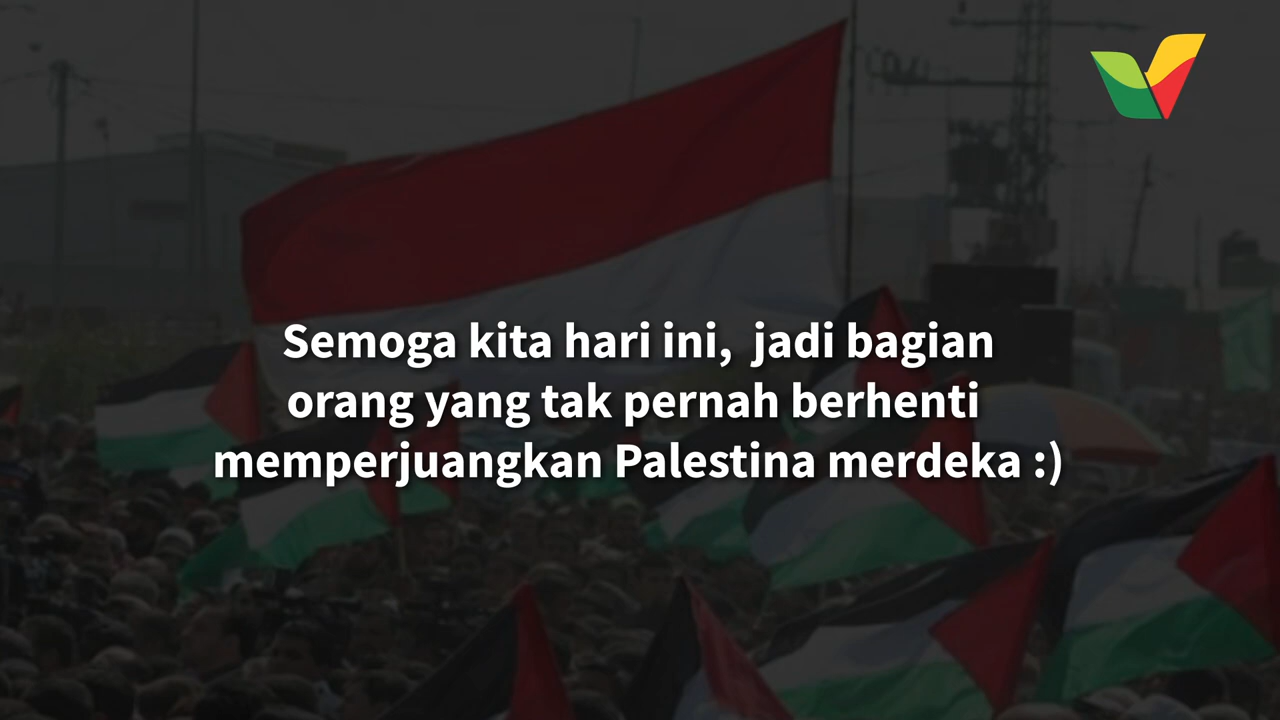 Semoga kita hari ini,  jadi bagian
orang yang tak pernah berhenti
memperjuangkan Palestina merdeka :)